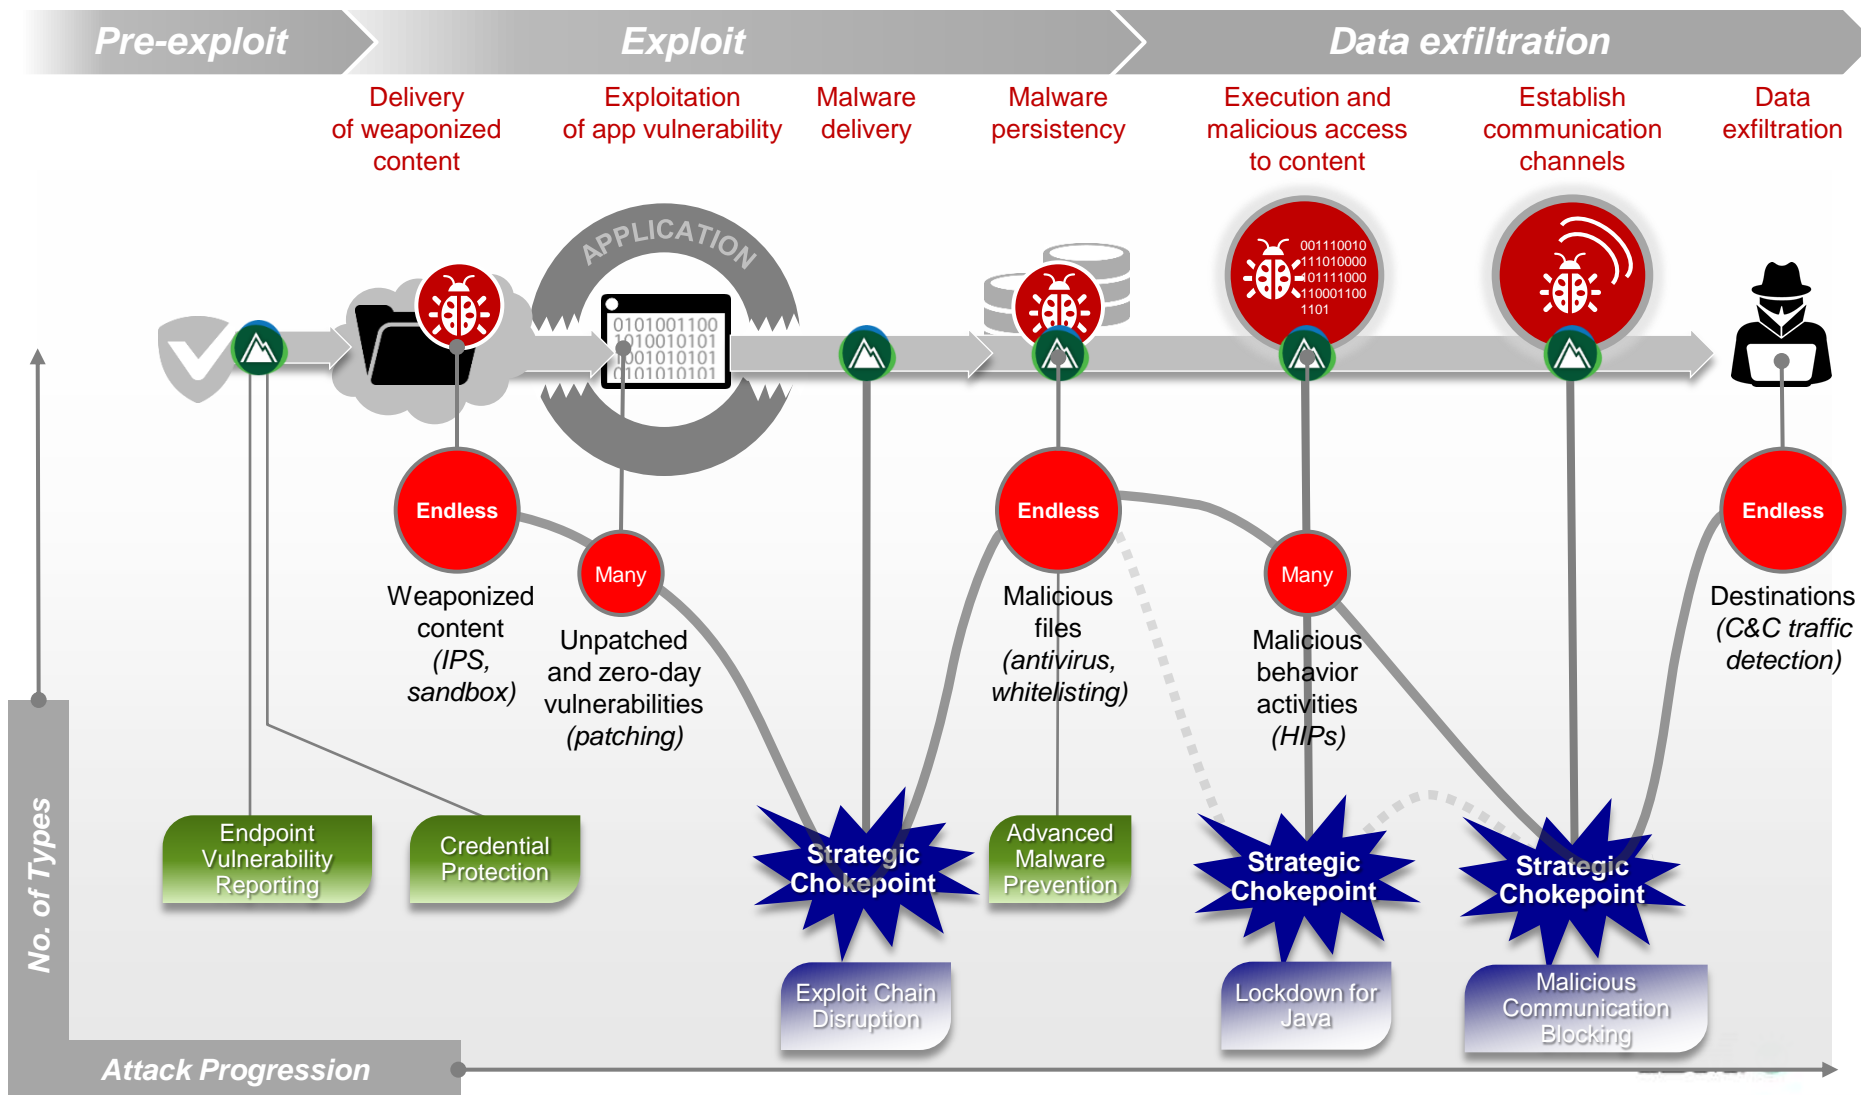 Pre-exploit
Exploit
Data exfiltration
Delivery
of weaponized
content
Exploitation
of app vulnerability
Malware
delivery
Malware
persistency
Execution and
malicious access
to content
Establish
communication
channels
Data
exfiltration
APPLICATION
0101001100
1010010101
1001010101
0101010101
001110010
111010000
101111000
110001100
1101
Endless
Weaponized
content
(IPS,
sandbox)
Many
Unpatched
and zero-day
vulnerabilities
(patching)
Endless
Malicious
files
(antivirus,
whitelisting)
Many
Malicious
behavior
activities
(HIPs)
Endless
Destinations
(C&C traffic
detection)
No. of Types
Endpoint
Vulnerability
Reporting
Credential
Protection
Strategic
Chokepoint
Advanced
Malware
Prevention
Strategic
Chokepoint
Strategic
Chokepoint
Exploit Chain
Disruption
Lockdown for
Java
Malicious
Communication
Blocking
Attack Progression